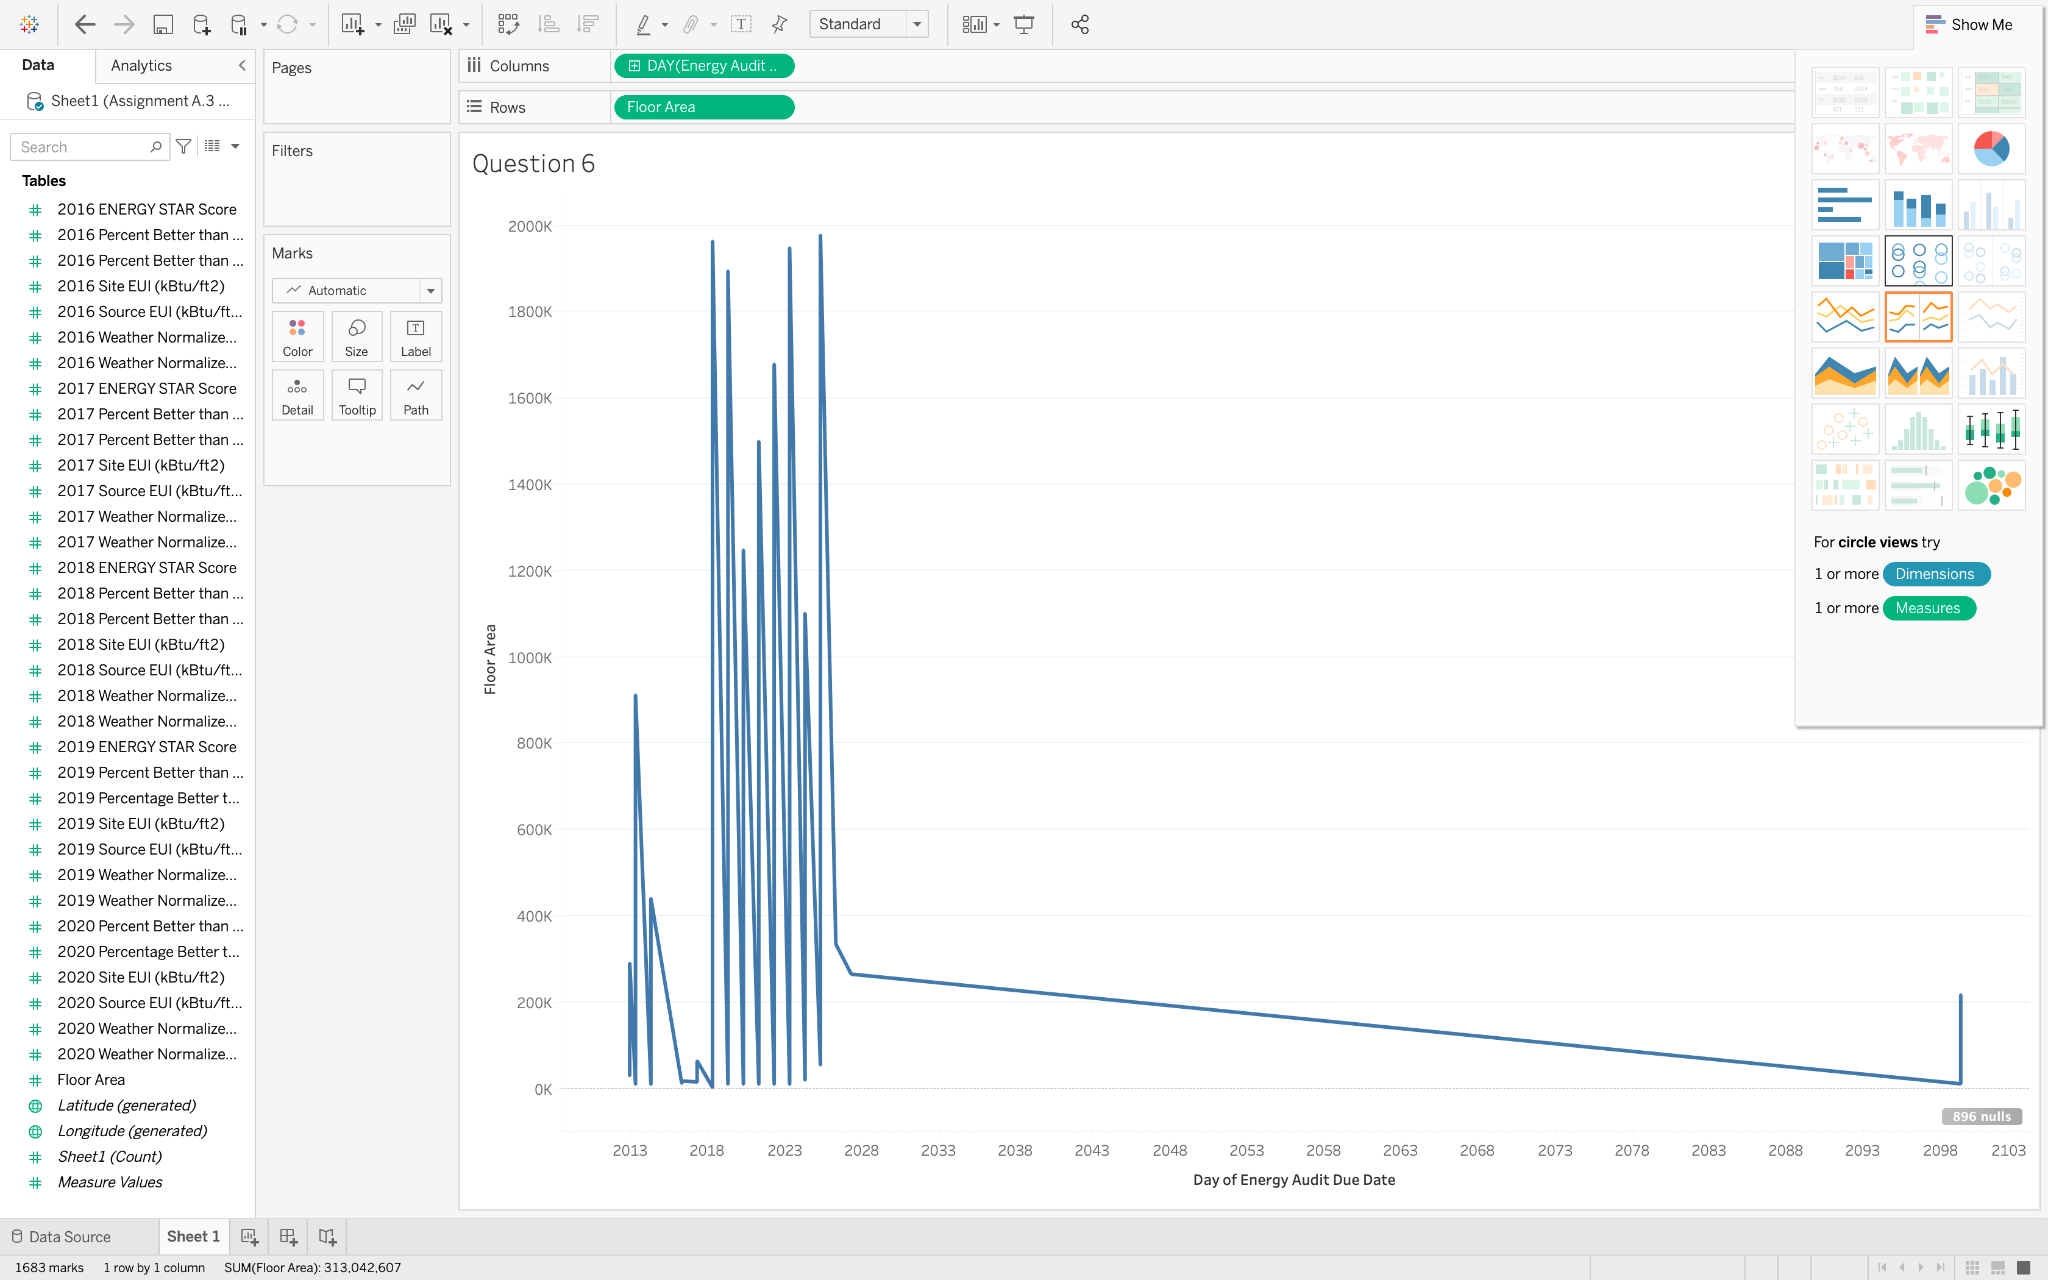 Standard
Show Me
Data
Analytics
Sheet1 (Assignment A.3 ...
Search
Tables
2016 ENERGY STAR Score
2016 Percent Better than ...
2016 Percent Better than ...
2016 Site EUI (kBtu/ft2)
2016 Source EUI (kBtu/ft...
2016 Weather Normalize...
2016 Weather Normalize...
2017 ENERGY STAR Score
2017 Percent Better than ...
2017 Percent Better than ...
2017 Site EUI (kBtu/ft2)
2017 Source EUI (kBtu/ft...
2017 Weather Normalize...
2017 Weather Normalize...
2018 ENERGY STAR Score
2018 Percent Better than ...
2018 Percent Better than ...
2018 Site EUI (kBtu/ft2)
2018 Source EUI (kBtu/ft...
2018 Weather Normalize...
2018 Weather Normalize...
2019 ENERGY STAR Score
2019 Percent Better than ...
2019 Percentage Better t...
2019 Site EUI (kBtu/ft2)
2019 Source EUI (kBtu/ft...
2019 Weather Normalize...
2019 Weather Normalize...
2020 Percent Better than ...
2020 Percentage Better t...
2020 Site EUI (kBtu/ft2)
2020 Source EUI (kBtu/ft...
2020 Weather Normalize...
2020 Weather Normalize...
Floor Area
Latitude (generated)
Longitude (generated)
Sheet1 (Count)
Measure Values
Pages
Filters
Marks
Automatic
Color
Size
Label
Detail
Tooltip
Path
Columns
DAY(Energy Audit ..
Rows
Floor Area
Question 6
2000K
1800K
1600K
1400K
1200K
1000K
800K
600K
400K
200K
0K
Floor Area
896 nulls
2013 2018 2023 2028 2033 2038 2043 2048 2053 2058 2063 2068 2073 2078 2083 2088 2093 2098 2103
Day of Energy Audit Due Date
For circle views try
1 or more Dimensions
1 or more Measures
Data Source
Sheet 1
1683 marks
1 row by 1 column
SUM(Floor Area): 313,042,607